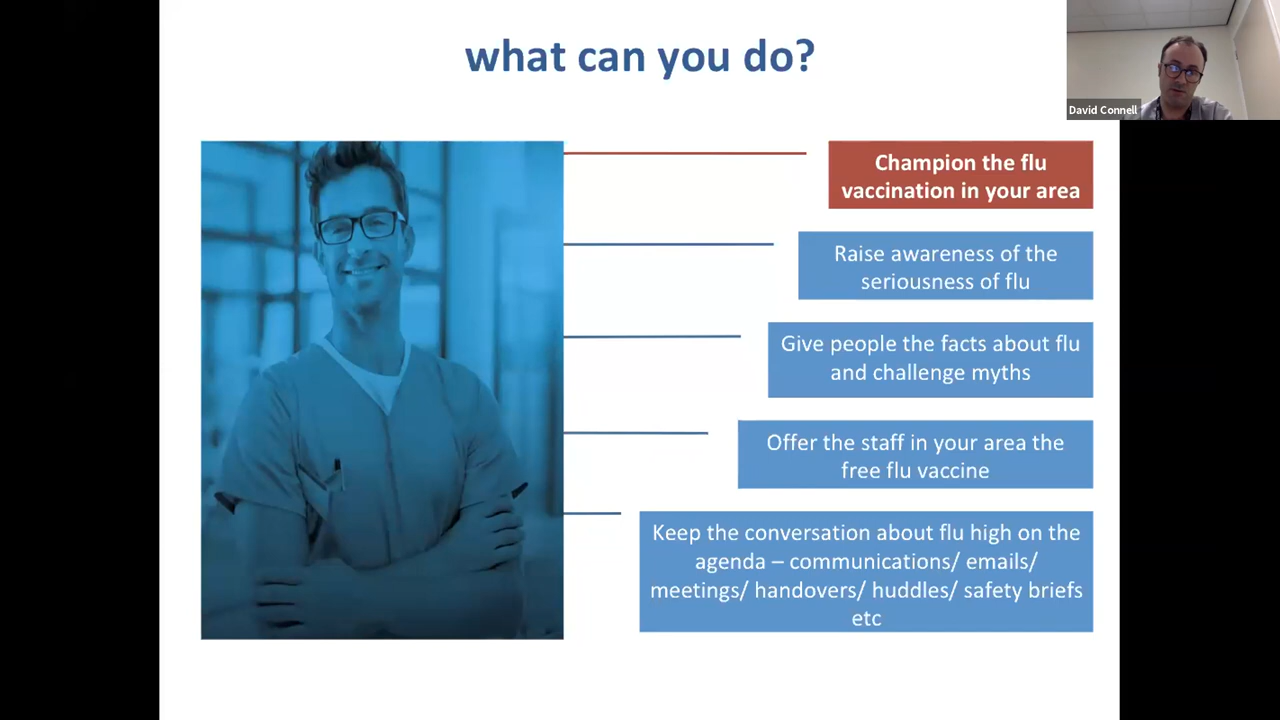 what can you do?
David Connell
Champion the flu
vaccination in your area
Raise awareness of the
seriousness of flu
Give people the facts about flu
and challenge myths
Offer the staff in your area the
free flu vaccine
Keep the conversation about flu high on the
agenda – communications/ emails/
meetings/ handovers/ huddles/ safety briefs
etc